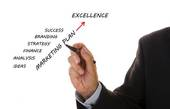 EXCELLENCE
SUCCESS
BRANDING
STRATEGY
FINANCE
ANALYSIS
IDEAS
MARKETING PLAN